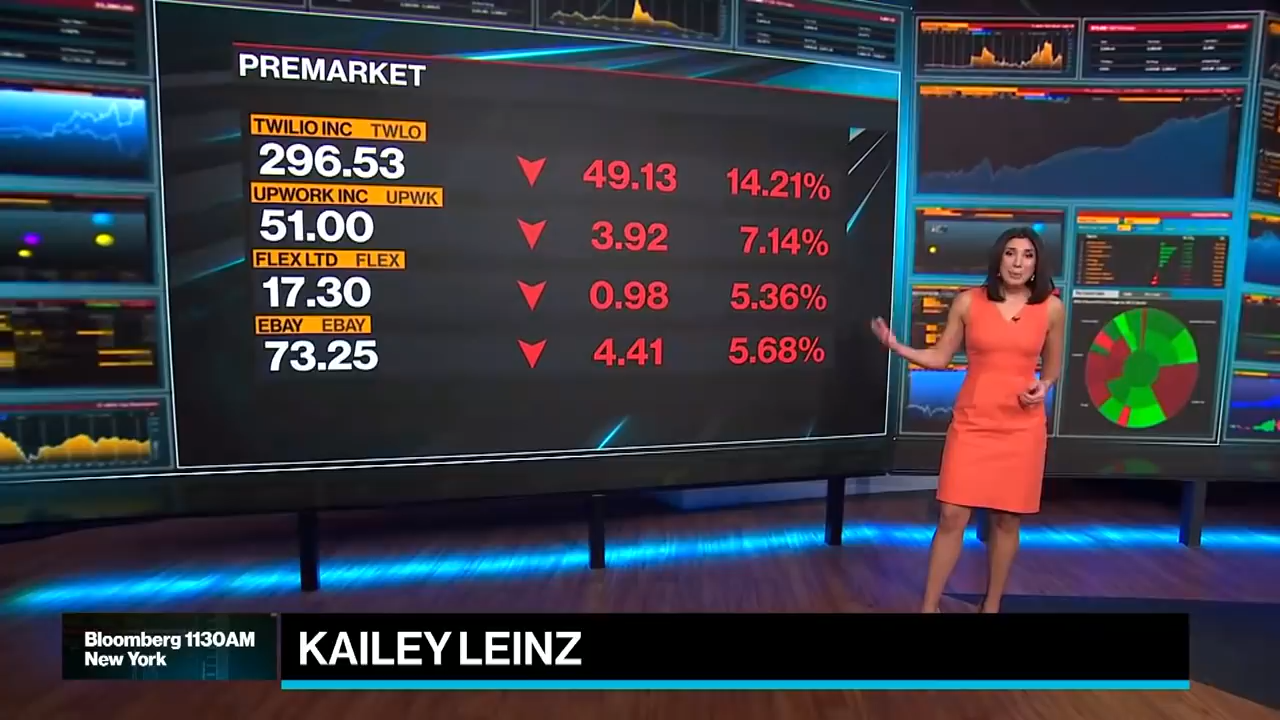 PREMARKET
TWILIO INC TWLO
296.53 49.13 14.21%
UPWORK INC UPWK
51.00 3.92 7.14%
FLEX LTD FLEX
17.30 0.98 5.36%
EBAY EBAY
73.25 4.41 5.68%
Bloomberg 1130AM
New York
KAILEY LEINZ